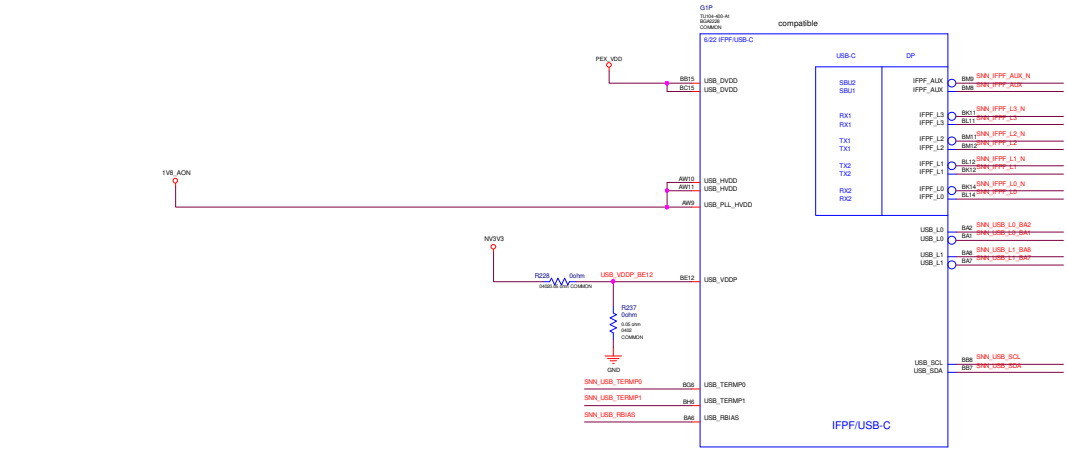 G1P
TU104-400-A1
BGA2228
COMMON
compatible
6/22 IFPF/USB-C
USB-C DP
PEX_VDD
BB15 USB_DVDD
BC15 USB_DVDD
SBU2 IFPF_AUX BM9 SNN_IFPF_AUX_N
SBU1 IFPF_AUX BM8 SNN_IFPF_AUX
RX1 IFPF_L3 BK11 SNN_IFPF_L3_N
RX1 IFPF_L3 BL11 SNN_IFPF_L3
TX1 IFPF_L2 BM11 SNN_IFPF_L2_N
TX1 IFPF_L2 BM12 SNN_IFPF_L2
TX2 IFPF_L1 BL12 SNN_IFPF_L1_N
TX2 IFPF_L1 BK12 SNN_IFPF_L1
1V8_AON
AW10 USB_HVDD
AW11 USB_HVDD
AW9 USB_PLL_HVDD
RX2 IFPF_L0 BK14 SNN_IFPF_L0_N
RX2 IFPF_L0 BL14 SNN_IFPF_L0
USB_L0 BA2 SNN_USB_L0_BA2
USB_L0 BA1 SNN_USB_L0_BA1
USB_L1 BA8 SNN_USB_L1_BA8
USB_L1 BA7 SNN_USB_L1_BA7
NV3V3
R228 0ohm USB_VDDP_BE12 BE12 USB_VDDP
0402 0.05 ohm COMMON
R237
0ohm
0.05 ohm
0402
COMMON
GND
USB_SCL BB8 SNN_USB_SCL
USB_SDA BB7 SNN_USB_SDA
SNN_USB_TERMP0 BG6 USB_TERMP0
SNN_USB_TERMP1 BH6 USB_TERMP1
SNN_USB_RBIAS BA6 USB_RBIAS
IFPF/USB-C